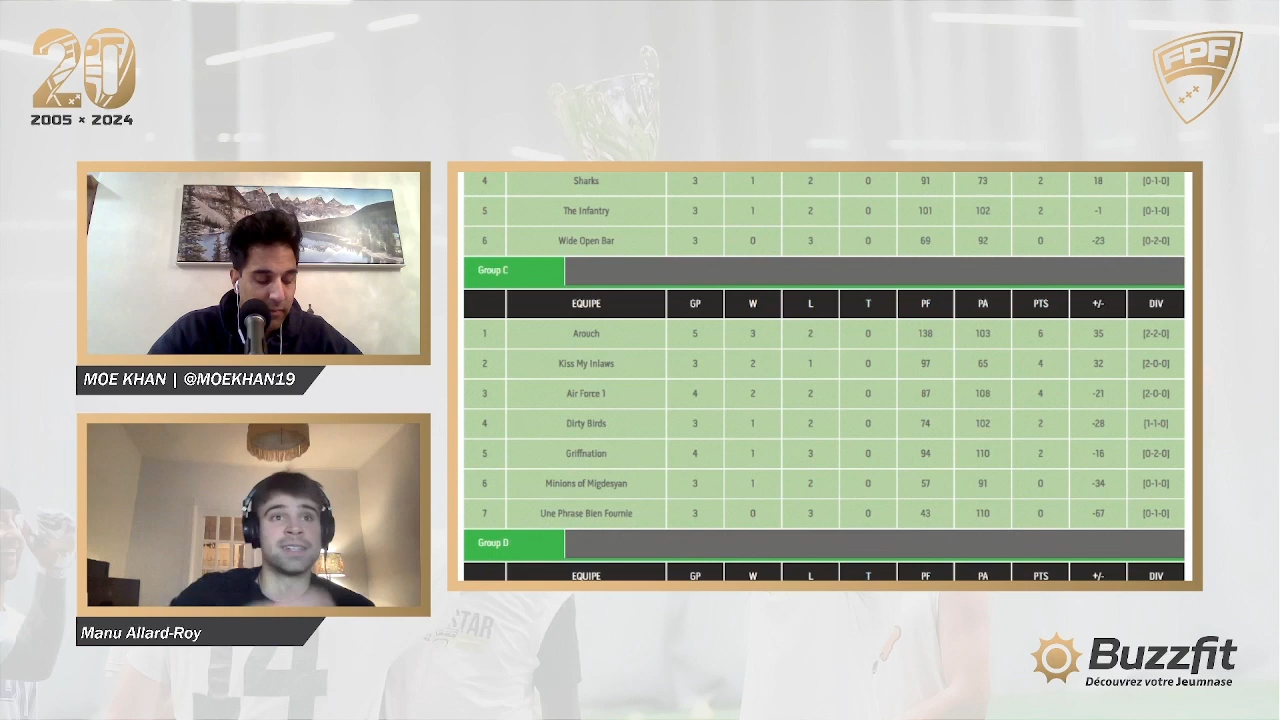 20
2005 × 2024
FPF
MOE KHAN | @MOEKHAN19
Manu Allard-Roy
4 Sharks 3 1 2 0 91 73 2 18 [0-1-0]
5 The Infantry 3 1 2 0 101 102 2 -1 [0-1-0]
6 Wide Open Bar 3 0 3 0 69 92 0 -23 [0-2-0]
Group C
EQUIPE GP W L T PF PA PTS +/- DIV
1 Arouch 5 3 2 0 138 103 6 35 [2-2-0]
2 Kiss My Inlaws 3 2 1 0 97 65 4 32 [2-0-0]
3 Air Force 1 4 2 2 0 87 108 4 -21 [2-0-0]
4 Dirty Birds 3 1 2 0 74 102 2 -28 [1-1-0]
5 Griffnation 4 1 3 0 94 110 2 -16 [0-2-0]
6 Minions of Migdesyan 3 1 2 0 57 91 0 -34 [0-1-0]
7 Une Phrase Bien Fournie 3 0 3 0 43 110 0 -67 [0-1-0]
Group D
EQUIPE GP W L T PF PA PTS +/- DIV
STAR
14
Buzzfit
Découvrez votre Jeumnase